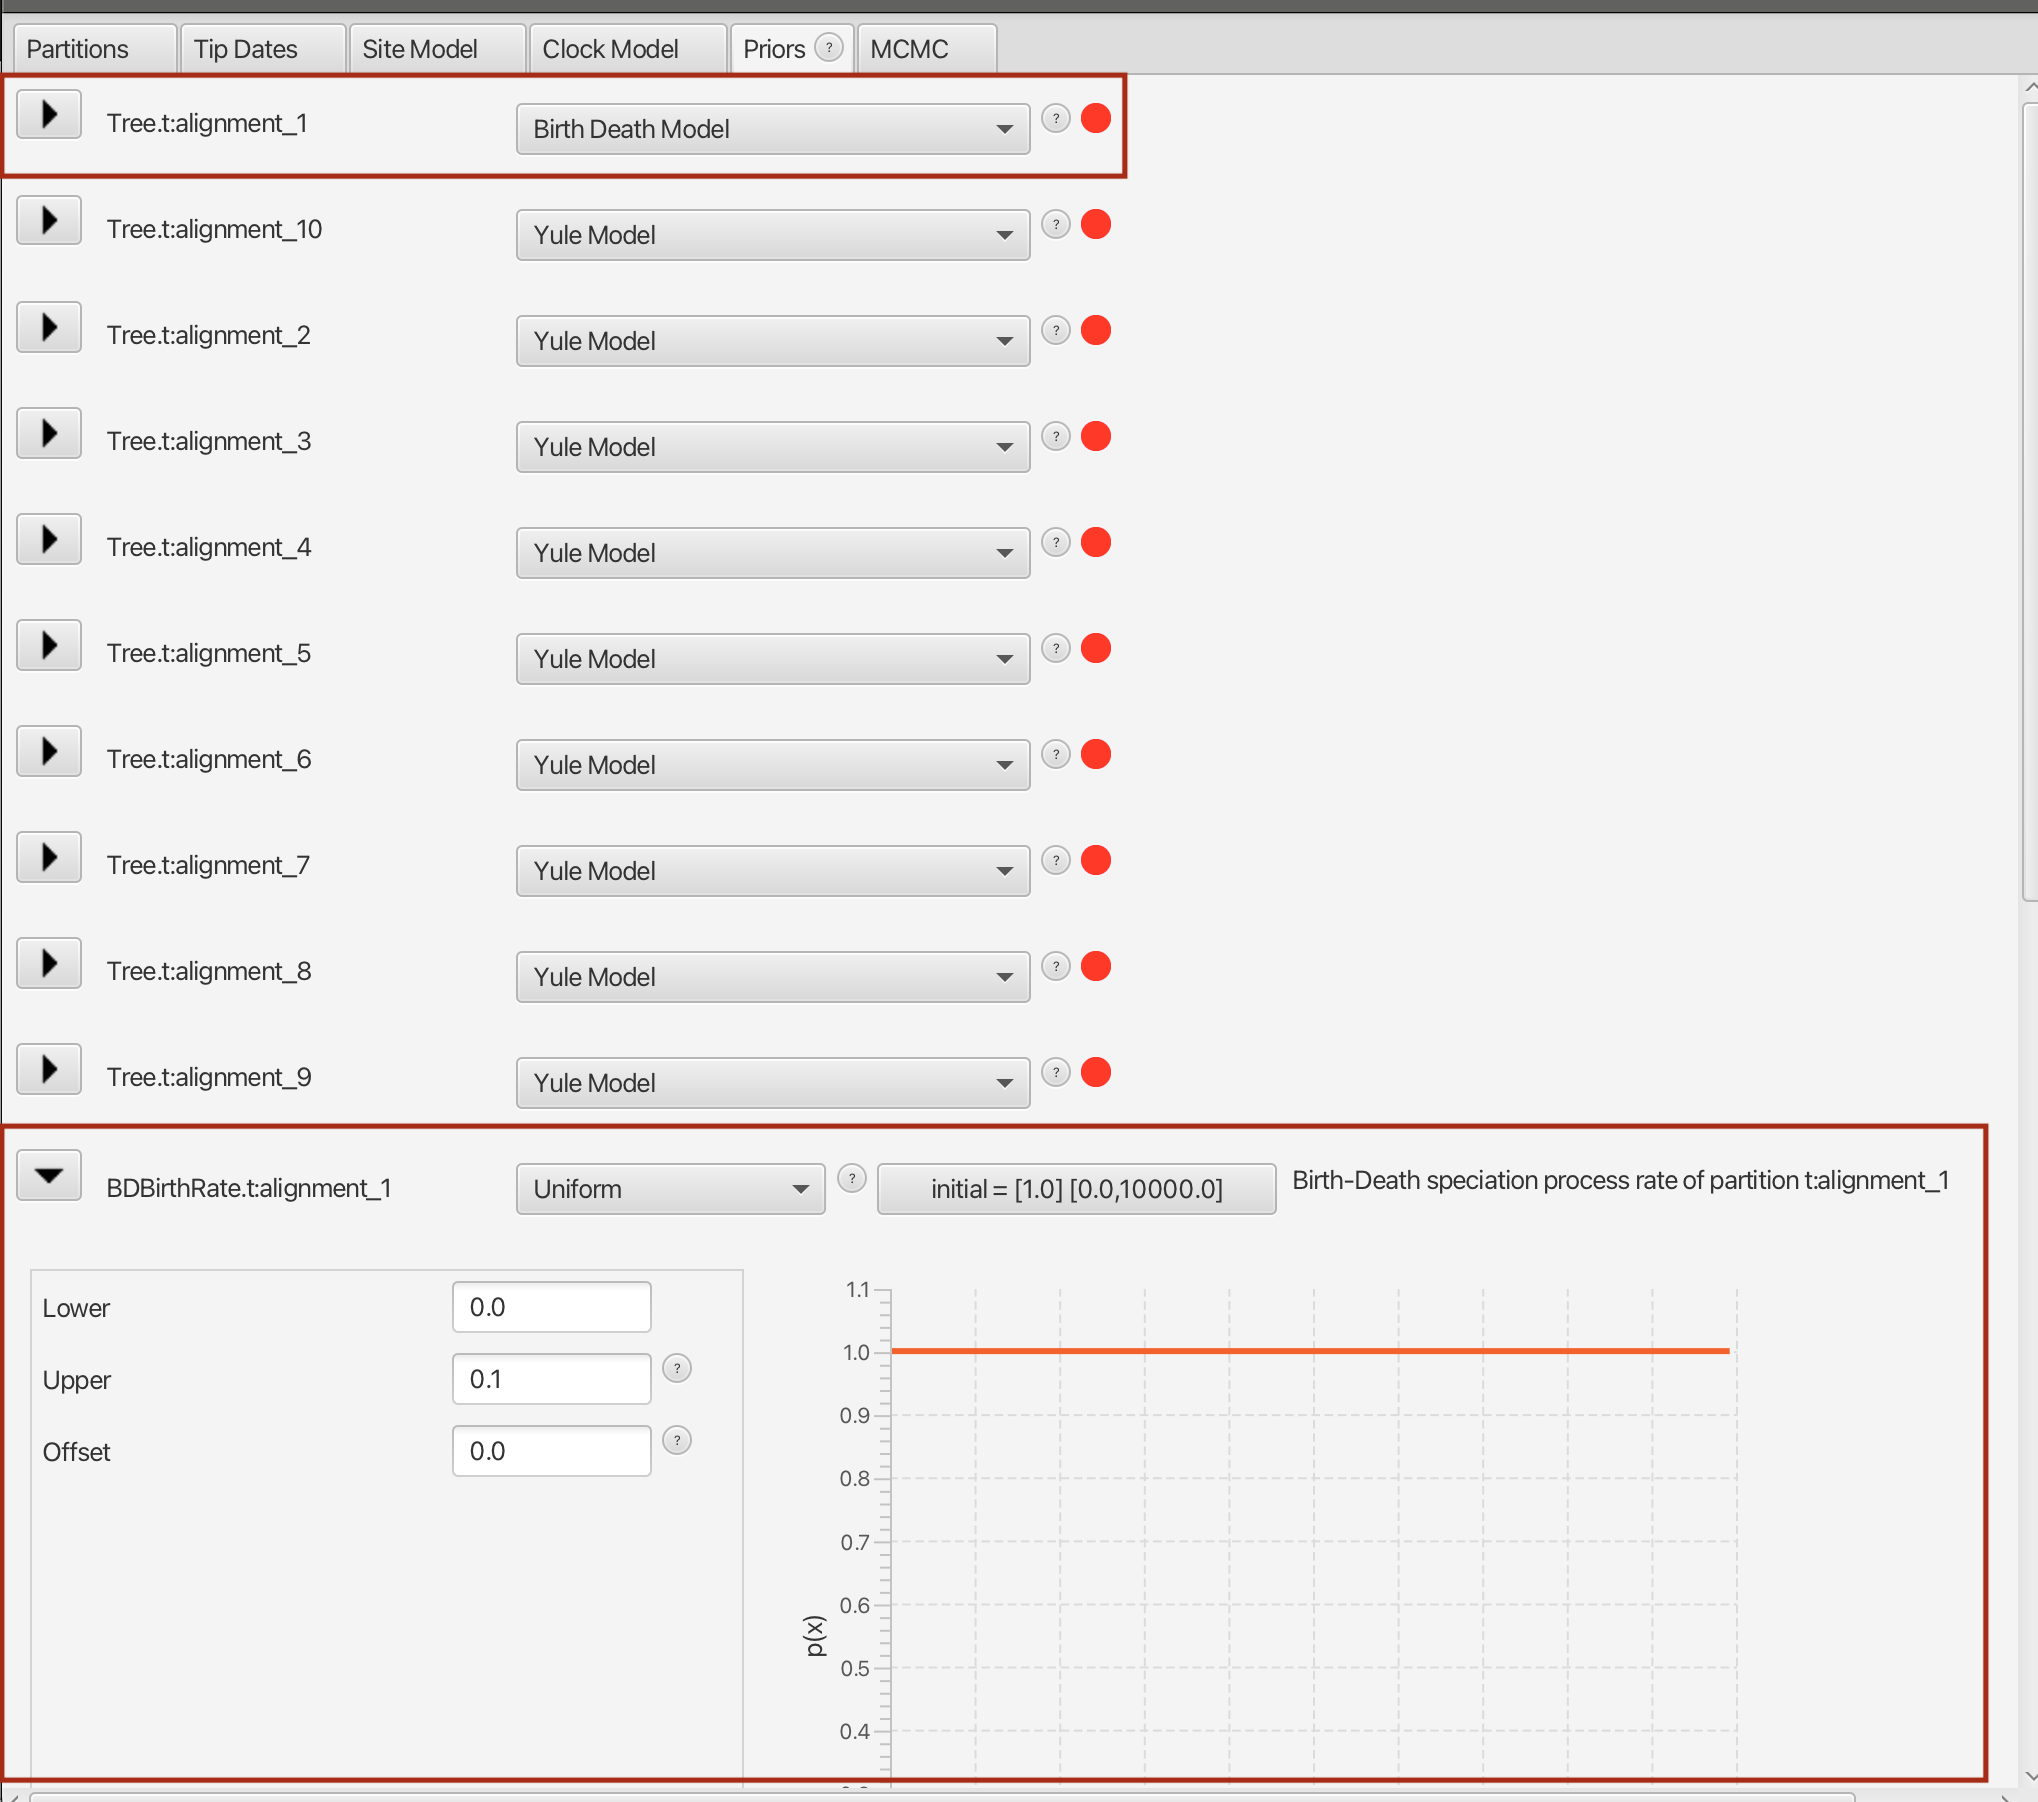 Partitions Tip Dates Site Model Clock Model Priors ? MCMC
Tree.t:alignment_1 Birth Death Model ?
Tree.t:alignment_10 Yule Model ?
Tree.t:alignment_2 Yule Model ?
Tree.t:alignment_3 Yule Model ?
Tree.t:alignment_4 Yule Model ?
Tree.t:alignment_5 Yule Model ?
Tree.t:alignment_6 Yule Model ?
Tree.t:alignment_7 Yule Model ?
Tree.t:alignment_8 Yule Model ?
Tree.t:alignment_9 Yule Model ?
BDBirthRate.t:alignment_1 Uniform ? initial = [1.0] [0.0,10000.0] Birth-Death speciation process rate of partition t:alignment_1
Lower 0.0
Upper 0.1 ?
Offset 0.0 ?
1.1
1.0
0.9
0.8
0.7
0.6
0.5
0.4
p(x)